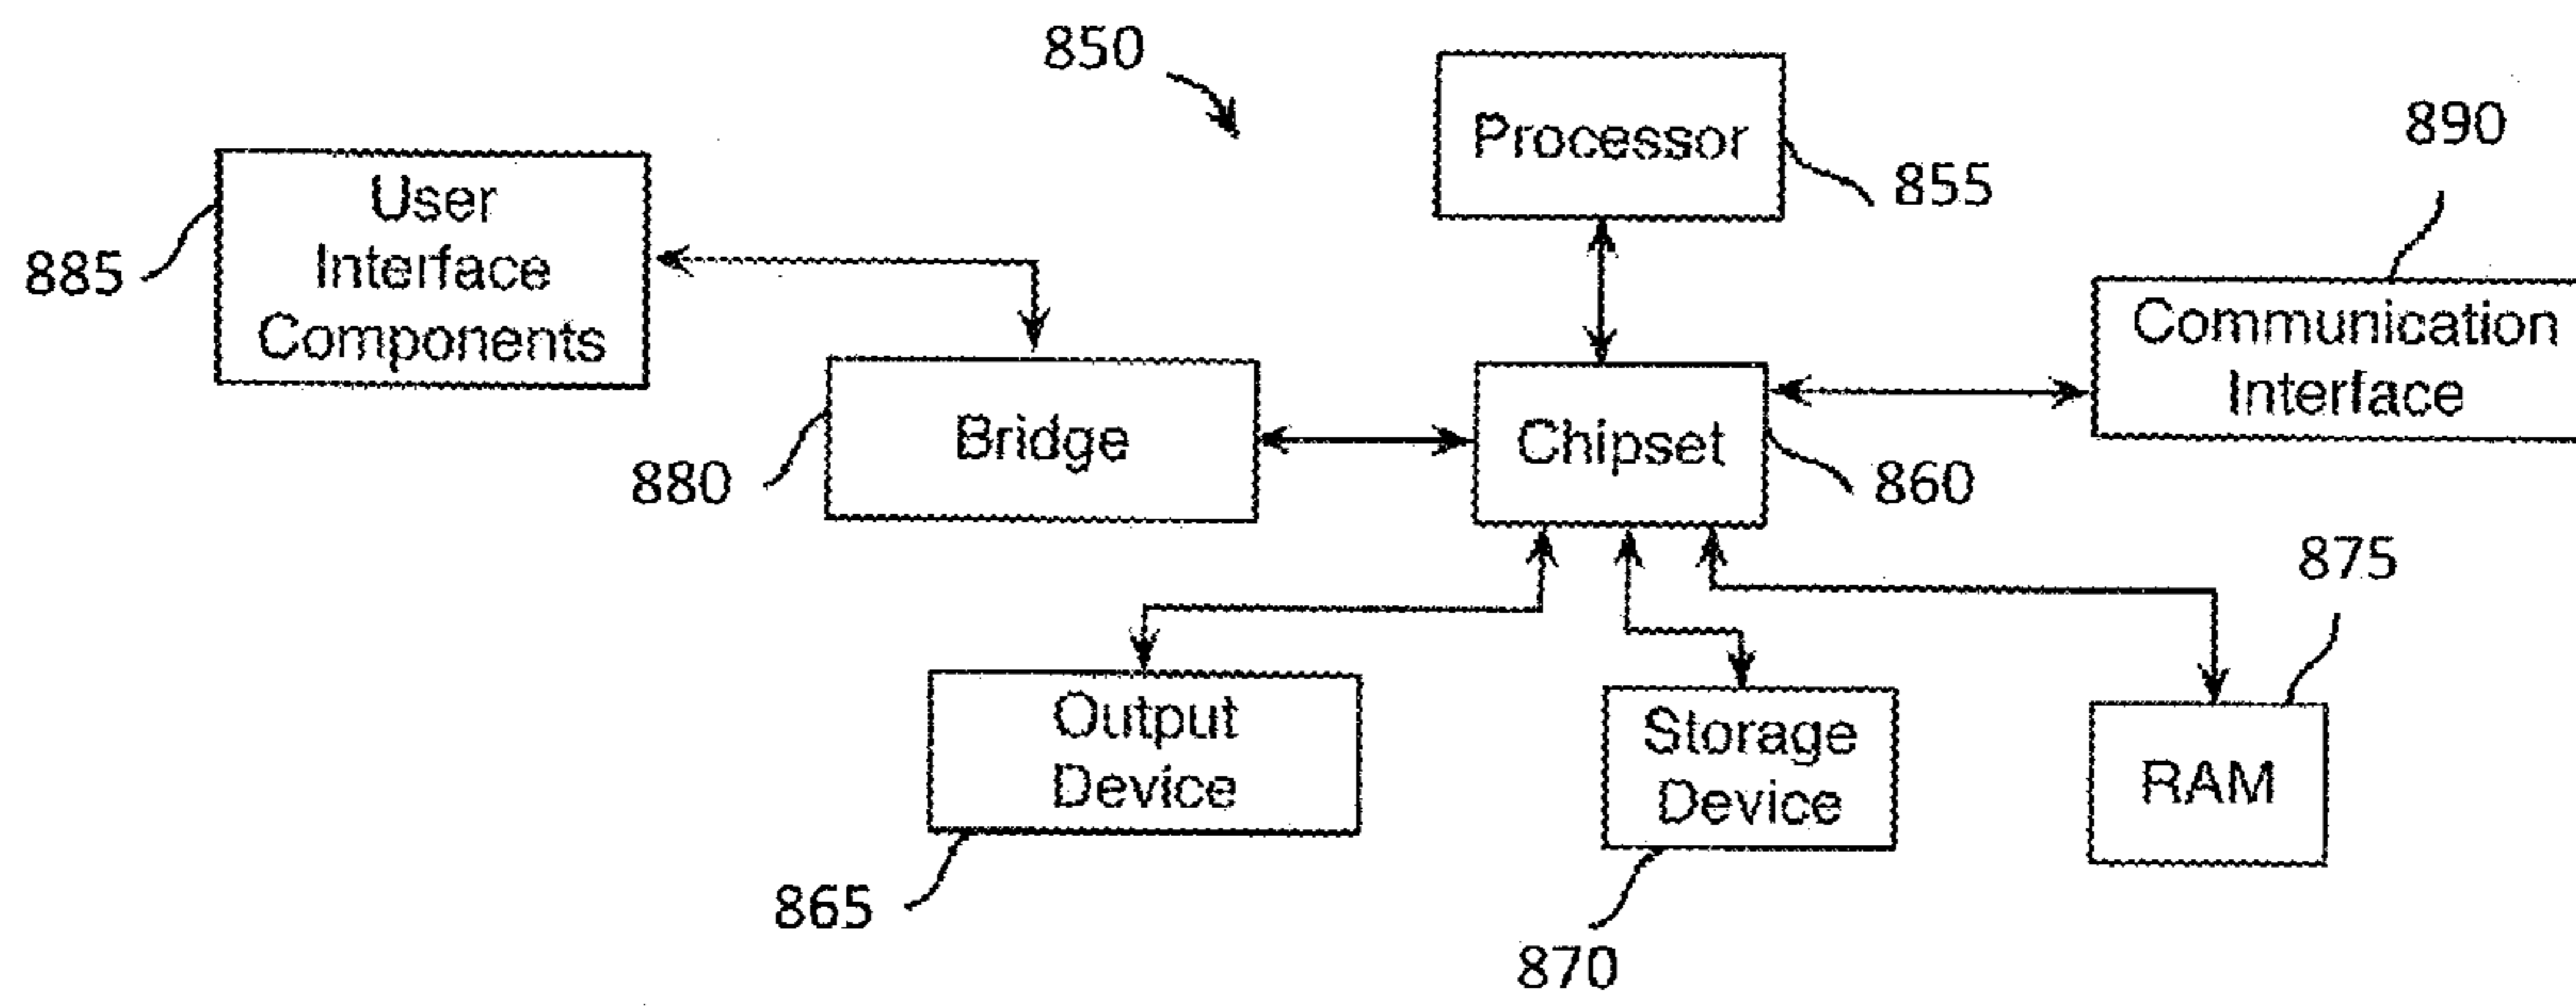 850
Processor
890
855
User
Interface
Components
885
Communication
Interface
Bridge
Chipset
880
860
875
Output
Device
Storage
Device
RAM
865
870